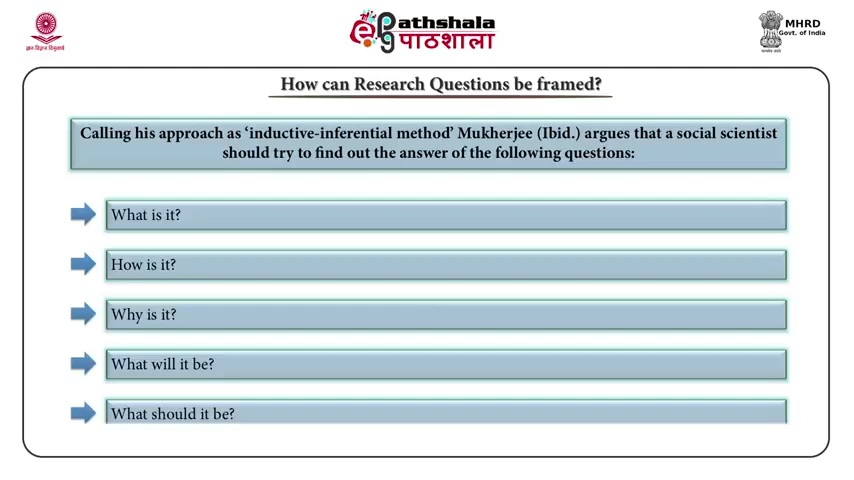 Pathshala
पाठशाला
MHRD
Govt. of India
How can Research Questions be framed?
Calling his approach as ‘inductive-inferential method’ Mukherjee (Ibid.) argues that a social scientist
should try to find out the answer of the following questions:
What is it?
How is it?
Why is it?
What will it be?
What should it be?